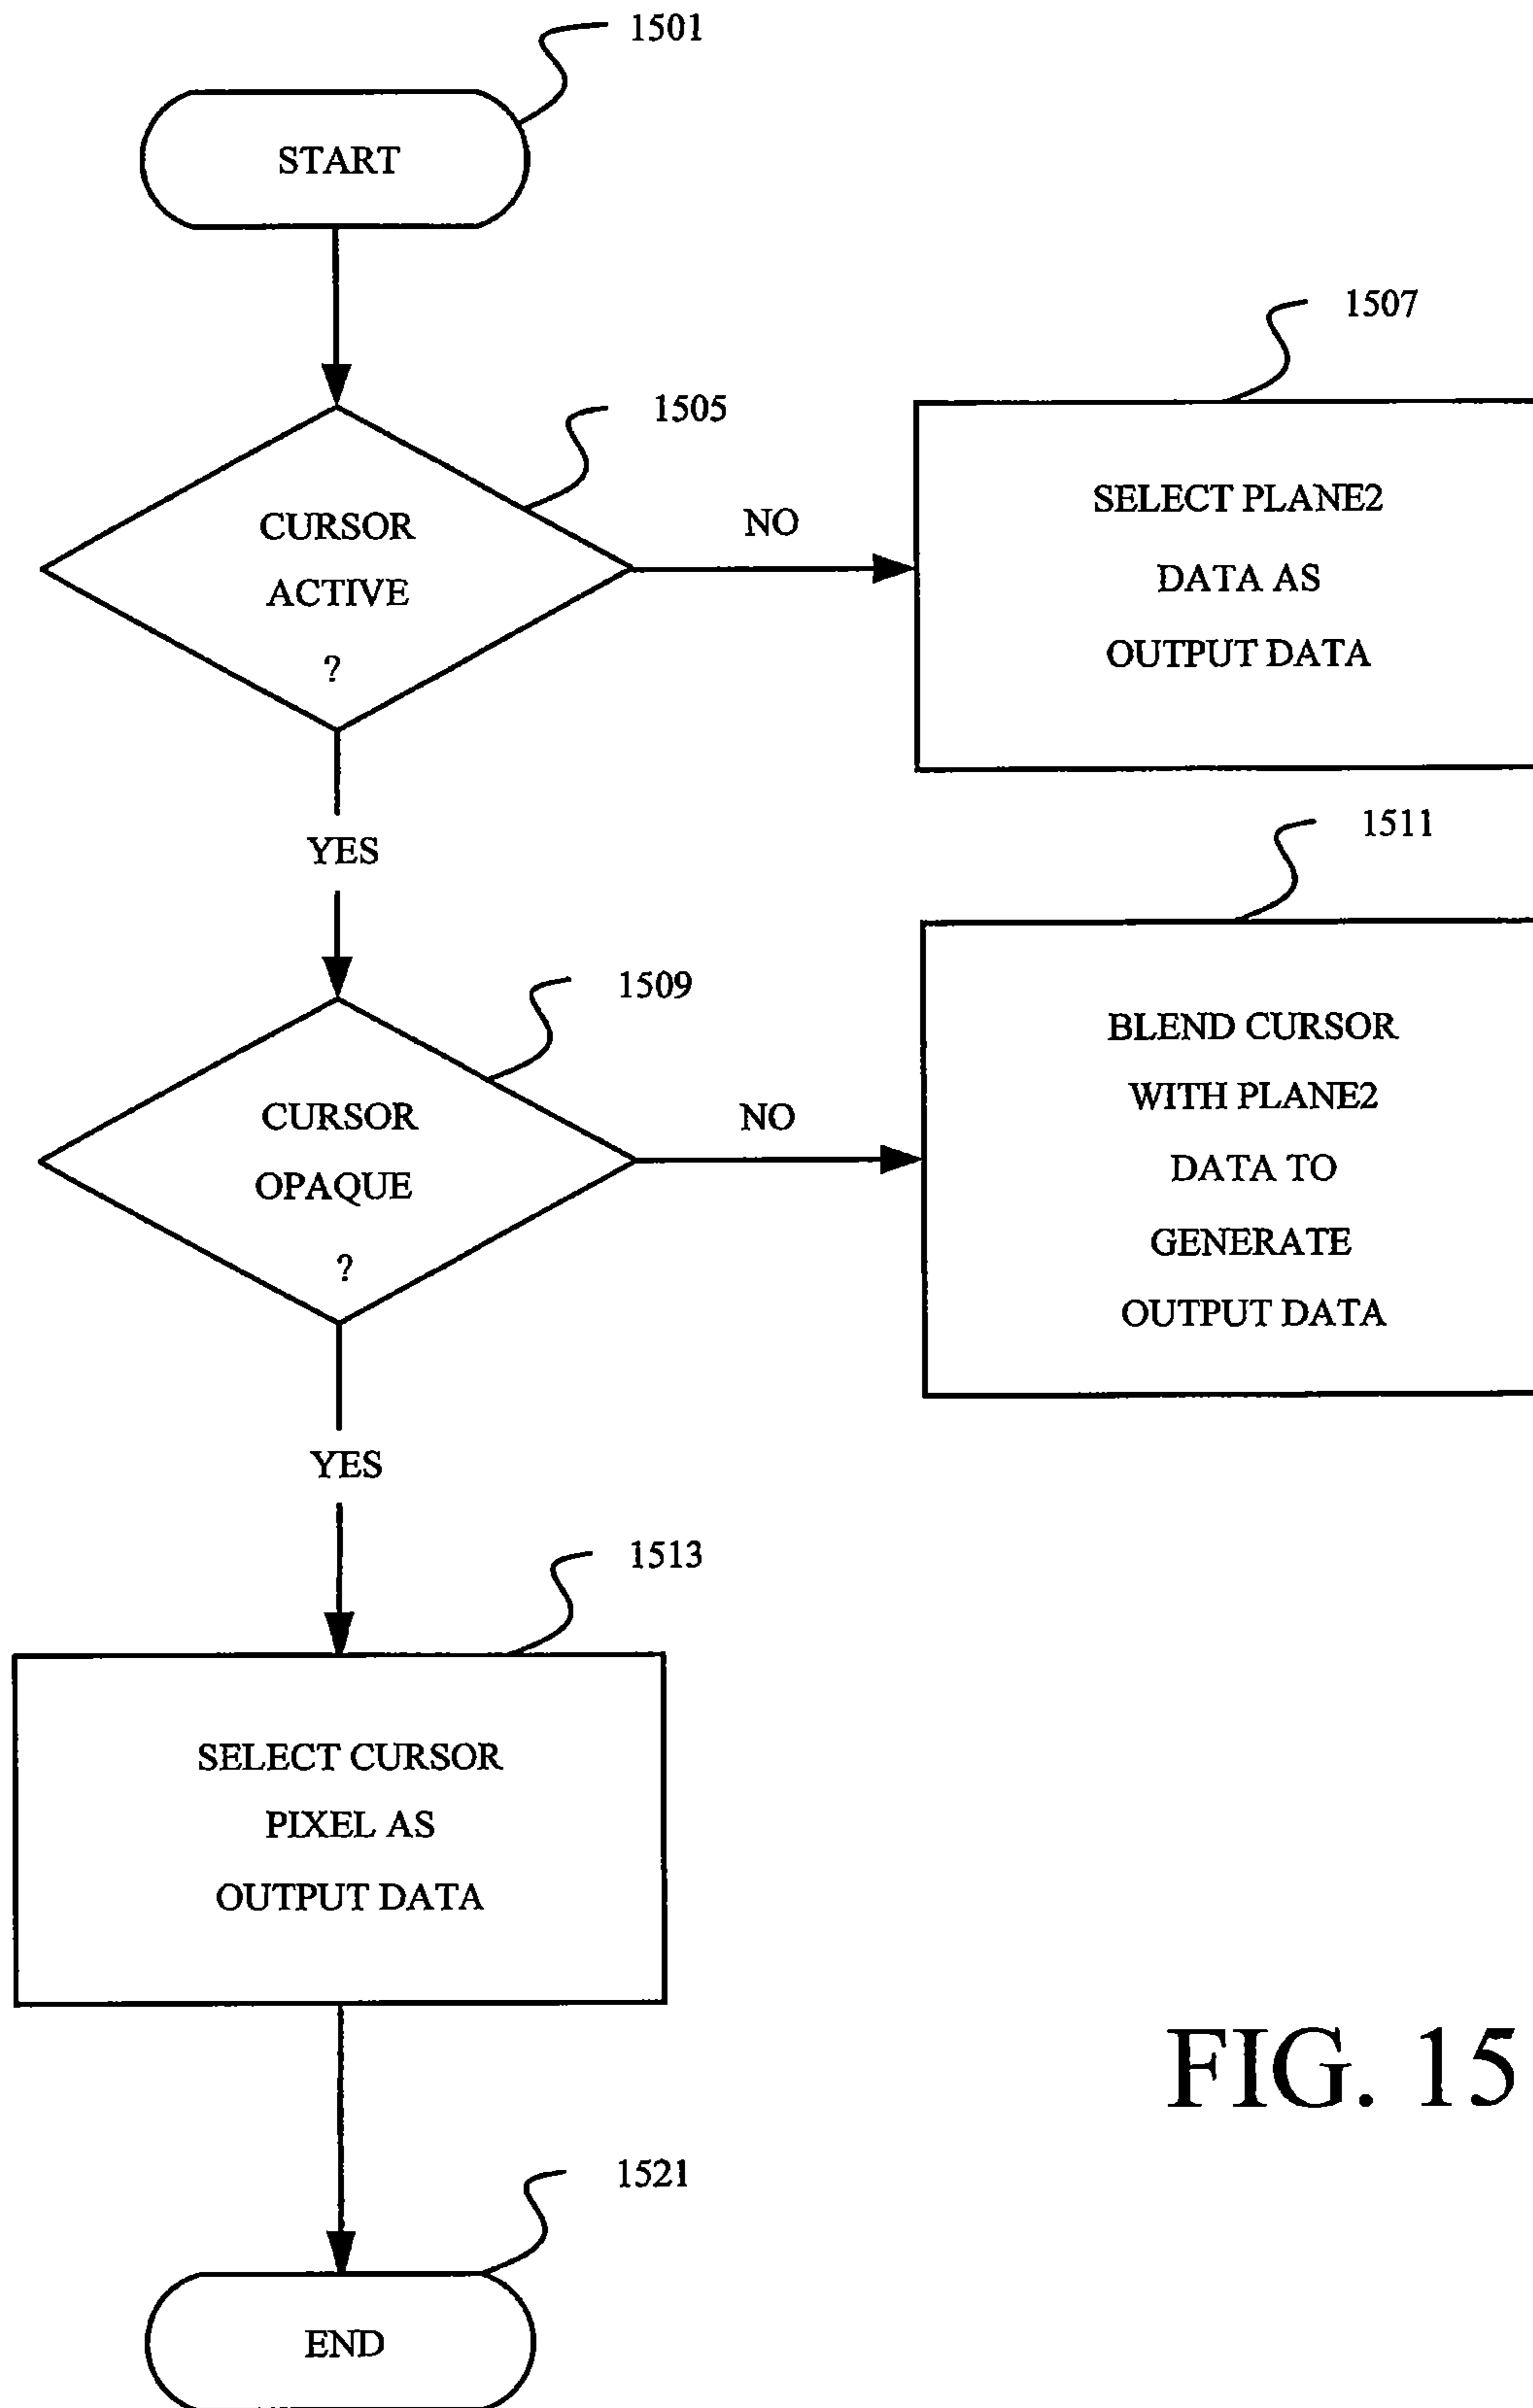 1501
START
1507
1505
CURSOR
ACTIVE
?
NO
SELECT PLANE2
DATA AS
OUTPUT DATA
YES
1511
1509
CURSOR
OPAQUE
?
NO
BLEND CURSOR
WITH PLANE2
DATA TO
GENERATE
OUTPUT DATA
YES
1513
SELECT CURSOR
PIXEL AS
OUTPUT DATA
FIG. 15
1521
END